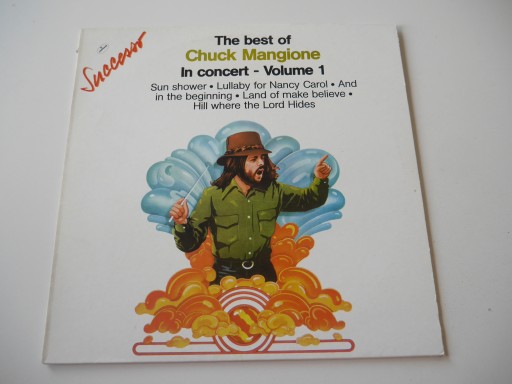 Successo
The best of
Chuck Mangione
In concert - Volume 1
Sun shower • Lullaby for Nancy Carol • And
in the beginning • Land of make believe •
Hill where the Lord Hides